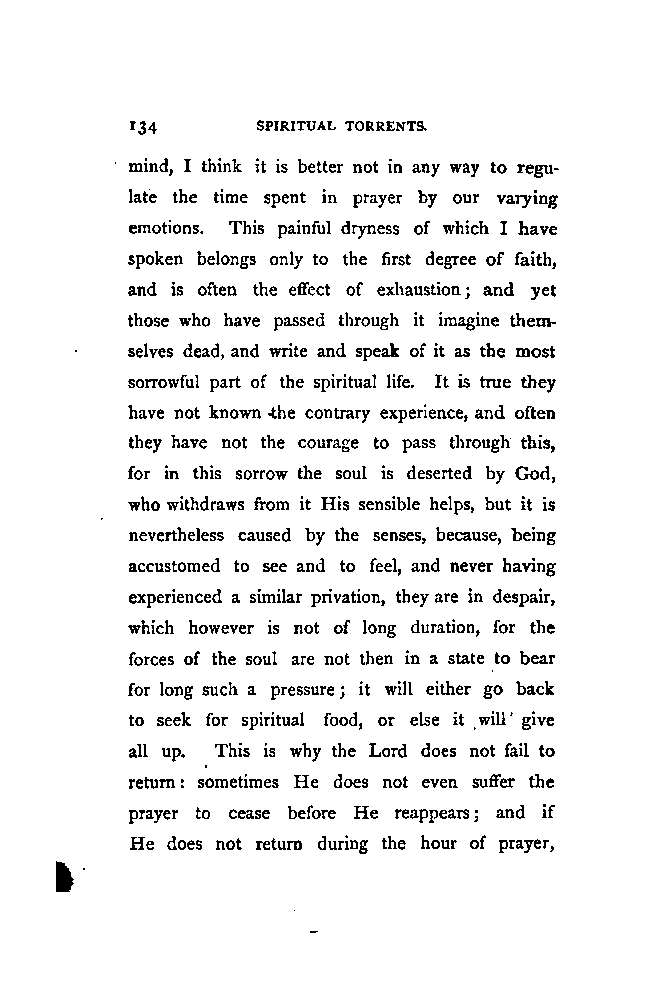 134 SPIRITUAL TORRENTS.
mind, I think it is better not in any way to regu-
late the time spent in prayer by our varying
emotions. This painful dryness of which I have
spoken belongs only to the first degree of faith,
and is often the effect of exhaustion; and yet
those who have passed through it imagine them-
selves dead, and write and speak of it as the most
sorrowful part of the spiritual life. It is true they
have not known the contrary experience, and often
they have not the courage to pass through this,
for in this sorrow the soul is deserted by God,
who withdraws from it His sensible helps, but it is
nevertheless caused by the senses, because, being
accustomed to see and to feel, and never having
experienced a similar privation, they are in despair,
which however is not of long duration, for the
forces of the soul are not then in a state to bear
for long such a pressure; it will either go back
to seek for spiritual food, or else it will give
all up. This is why the Lord does not fail to
return: sometimes He does not even suffer the
prayer to cease before He reappears; and if
He does not return during the hour of prayer,